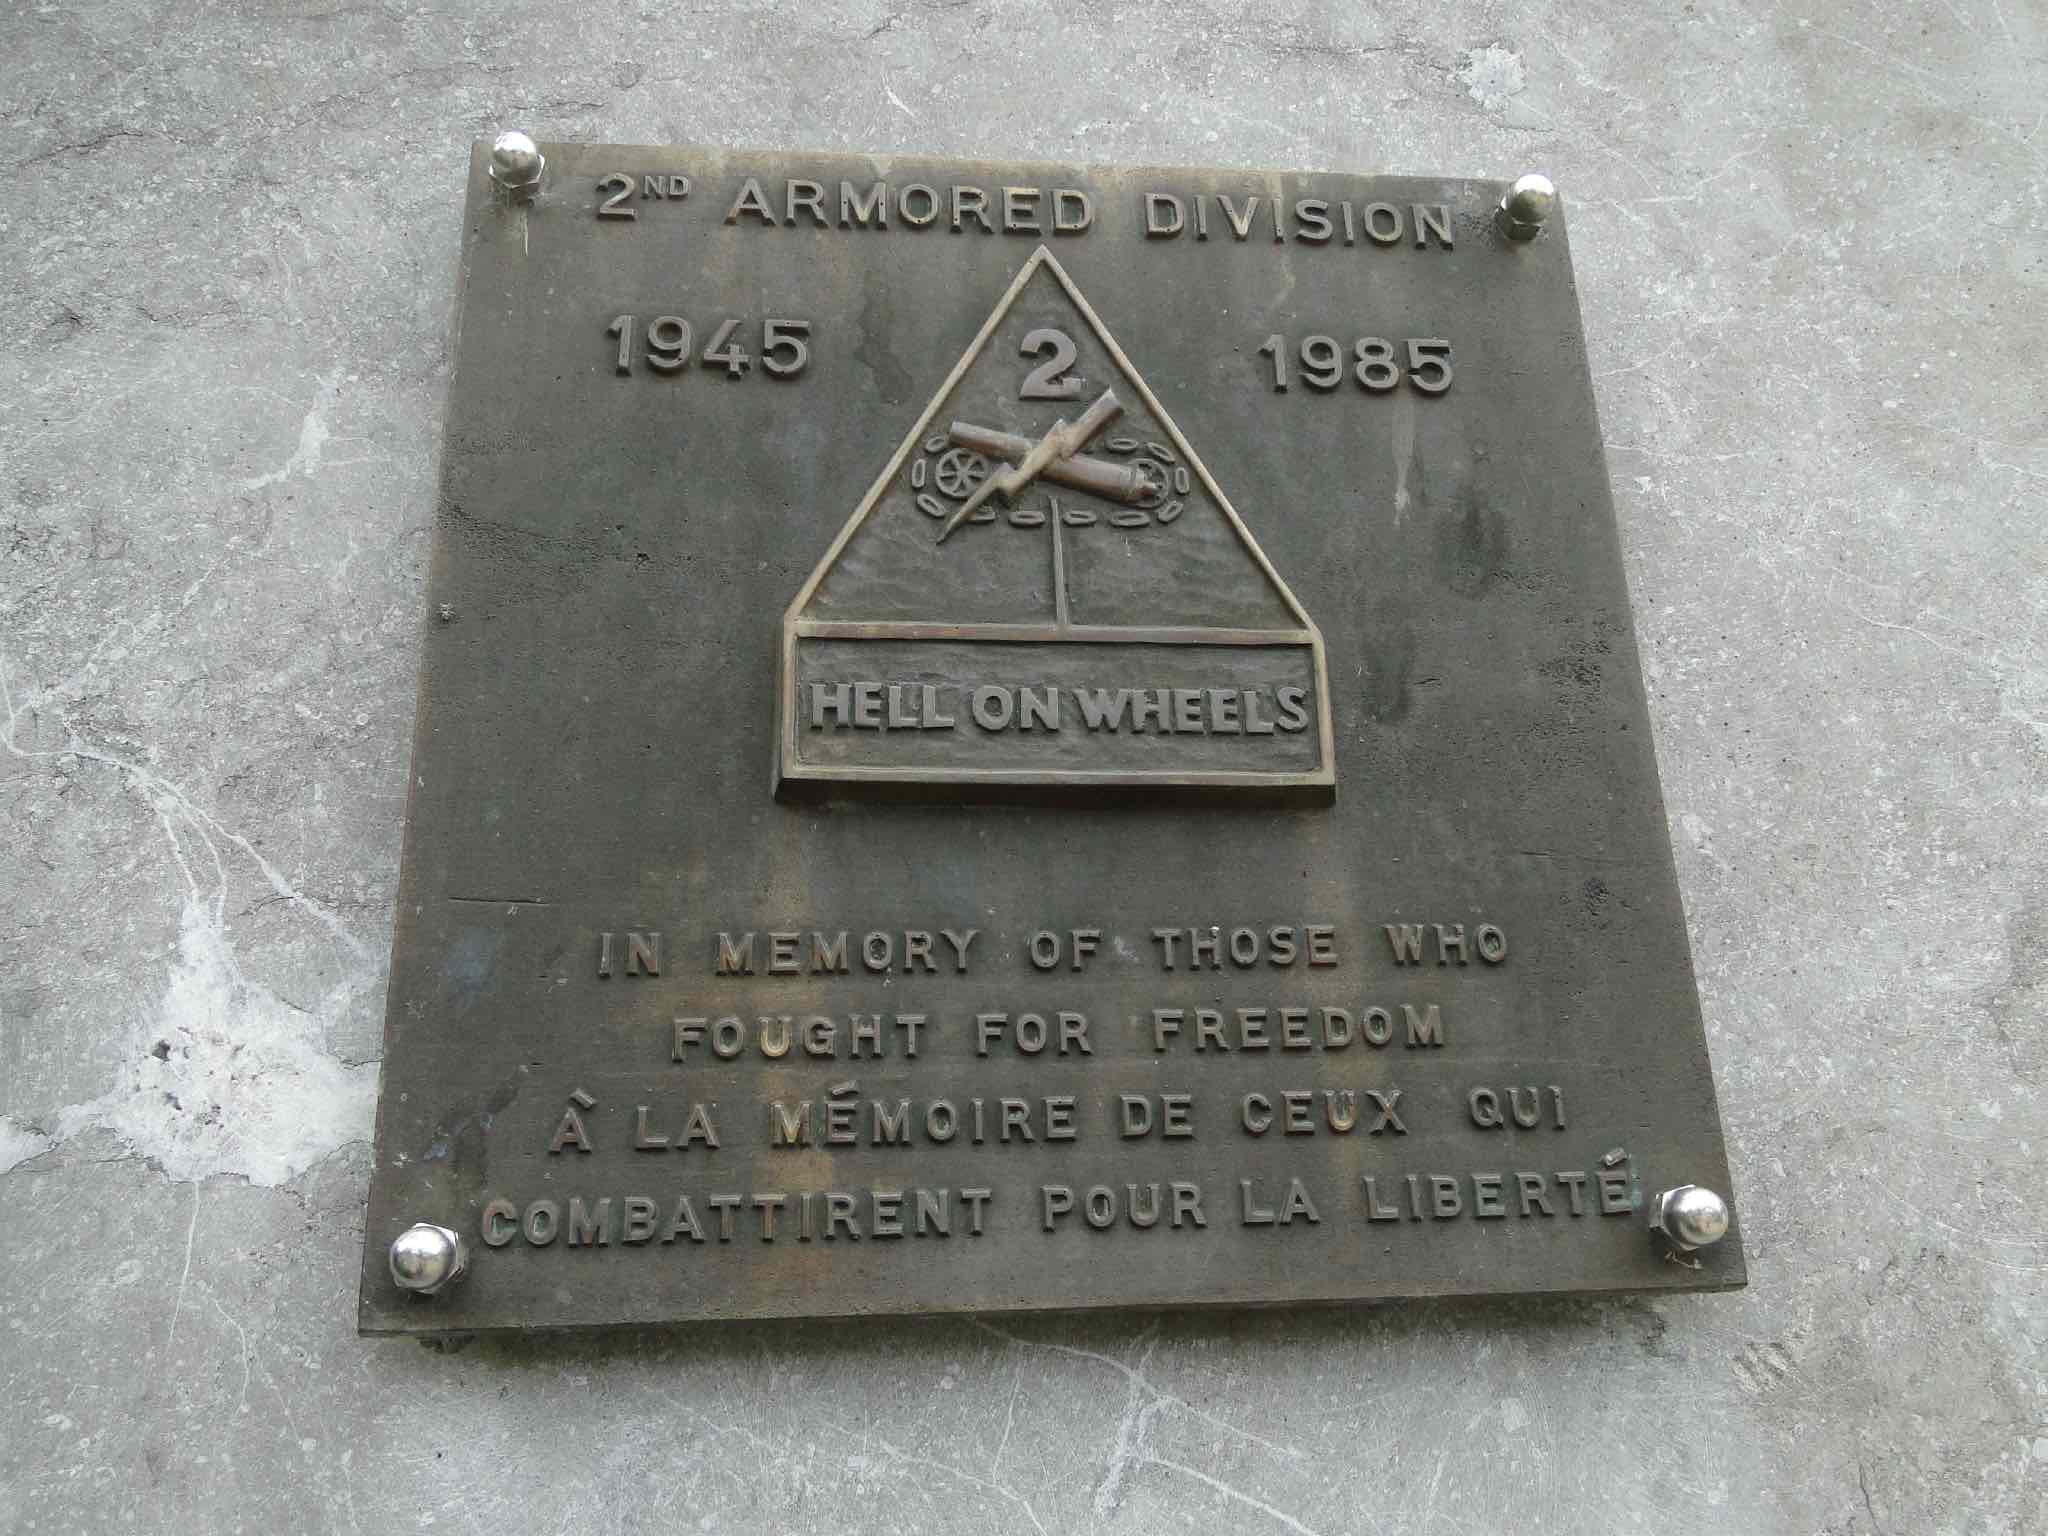 2ND ARMORED DIVISION
1945 1985
2
HELL ON WHEELS
IN MEMORY OF THOSE WHO
FOUGHT FOR FREEDOM
À LA MÉMOIRE DE CEUX QUI
COMBATTIRENT POUR LA LIBERTÉ